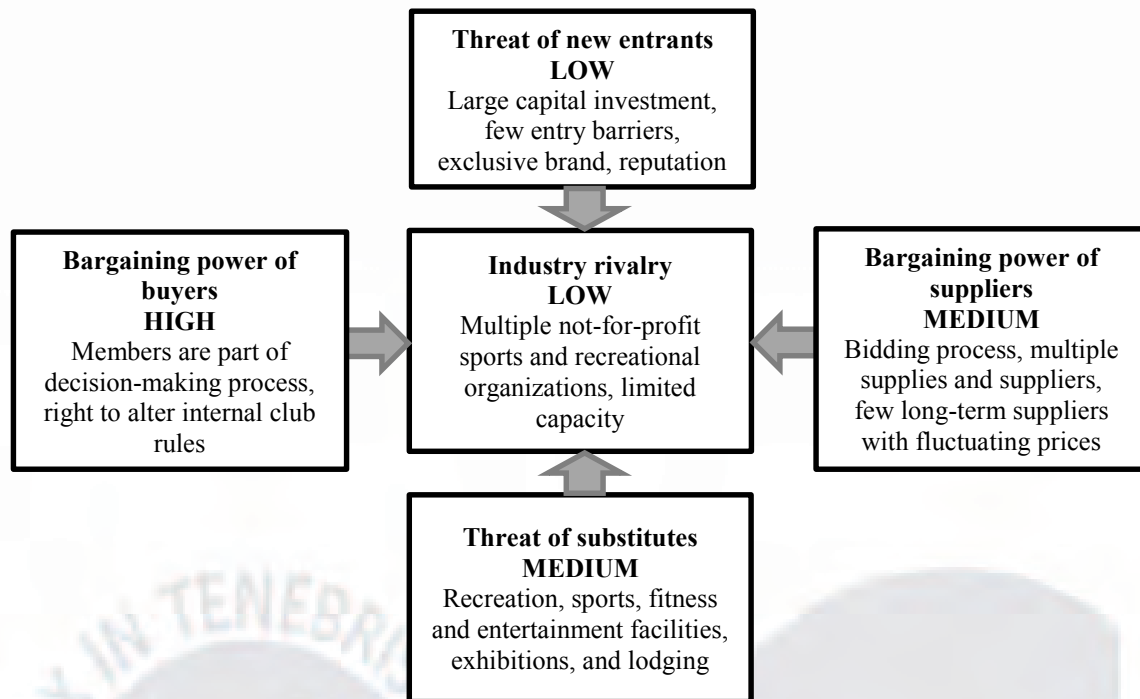 Threat of new entrants
LOW
Large capital investment,
few entry barriers,
exclusive brand, reputation
Bargaining power of
buyers
HIGH
Members are part of
decision-making process,
right to alter internal club
rules
Industry rivalry
LOW
Multiple not-for-profit
sports and recreational
organizations, limited
capacity
Bargaining power of
suppliers
MEDIUM
Bidding process, multiple
supplies and suppliers,
few long-term suppliers
with fluctuating prices
Threat of substitutes
MEDIUM
Recreation, sports, fitness
and entertainment facilities,
exhibitions, and lodging
IN TENEBRIS